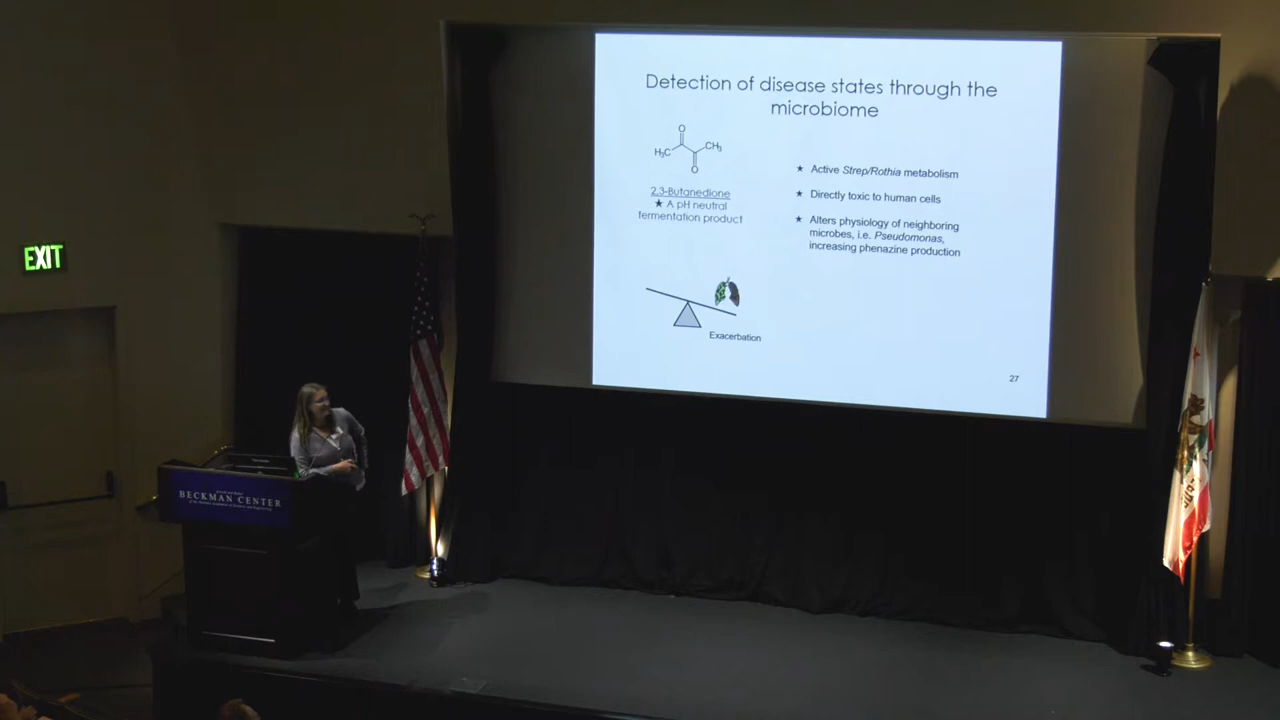 Detection of disease states through the
microbiome
O
H₃C
CH₃
O
2,3-Butanedione
★ A pH neutral
fermentation product
★ Active Strep/Rothia metabolism
★ Directly toxic to human cells
★ Alters physiology of neighboring
microbes, i.e. Pseudomonas,
increasing phenazine production
Exacerbation
27
EXIT
BECKMAN CENTER